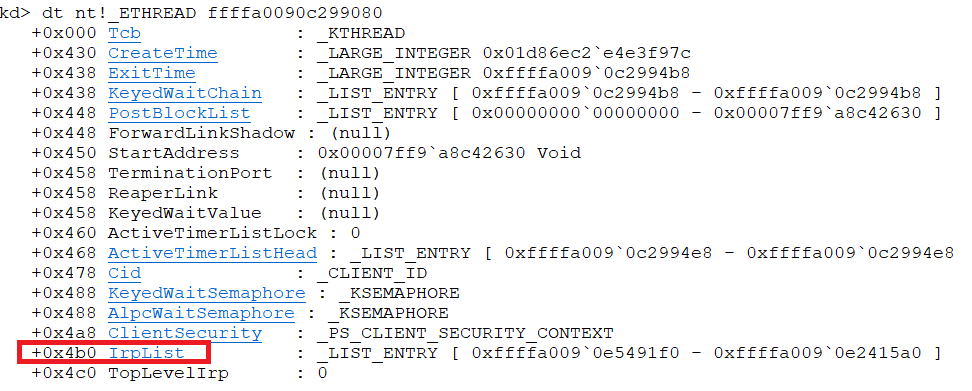 kd> dt nt!_ETHREAD ffffa0090c299080
+0x000 Tcb : _KTHREAD
+0x430 CreateTime : _LARGE_INTEGER 0x01d86ec2`e4e3f97c
+0x438 ExitTime : _LARGE_INTEGER 0xffffa009`0c2994b8
+0x438 KeyedWaitChain : _LIST_ENTRY [ 0xffffa009`0c2994b8 - 0xffffa009`0c2994b8 ]
+0x448 PostBlockList : _LIST_ENTRY [ 0x00000000`00000000 - 0x00007ff9`a8c42630 ]
+0x448 ForwardLinkShadow : (null)
+0x450 StartAddress : 0x00007ff9`a8c42630 Void
+0x458 TerminationPort : (null)
+0x458 ReaperLink : (null)
+0x458 KeyedWaitValue : (null)
+0x460 ActiveTimerListLock : 0
+0x468 ActiveTimerListHead : _LIST_ENTRY [ 0xffffa009`0c2994e8 - 0xffffa009`0c2994e8
+0x478 Cid : _CLIENT_ID
+0x488 KeyedWaitSemaphore : _KSEMAPHORE
+0x488 AlpcWaitSemaphore : _KSEMAPHORE
+0x4a8 ClientSecurity : _PS_CLIENT_SECURITY_CONTEXT
+0x4b0 IrpList : _LIST_ENTRY [ 0xffffa009`0e5491f0 - 0xffffa009`0e2415a0 ]
+0x4c0 TopLevelIrp : 0